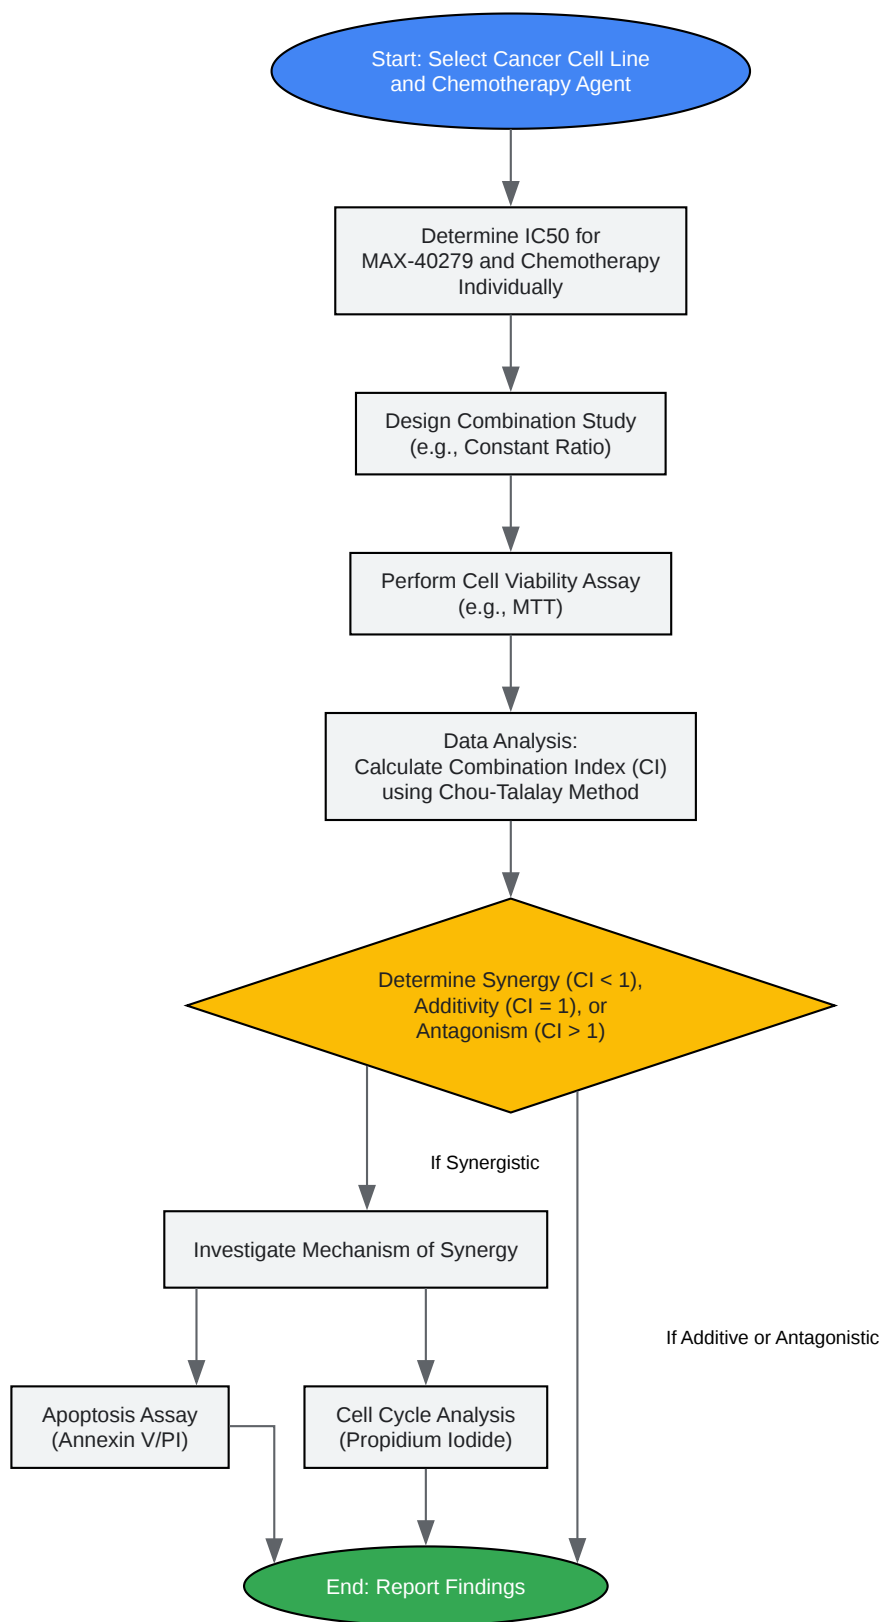 Start: Select Cancer Cell Line
and Chemotherapy Agent
Determine IC50 for
MAX-40279 and Chemotherapy
Individually
Design Combination Study
(e.g., Constant Ratio)
Perform Cell Viability Assay
(e.g., MTT)
Data Analysis:
Calculate Combination Index (CI)
using Chou-Talalay Method
Determine Synergy (CI < 1),
Additivity (CI = 1), or
Antagonism (CI > 1)
If Synergistic
Investigate Mechanism of Synergy
If Additive or Antagonistic
Apoptosis Assay
(Annexin V/PI)
Cell Cycle Analysis
(Propidium Iodide)
End: Report Findings